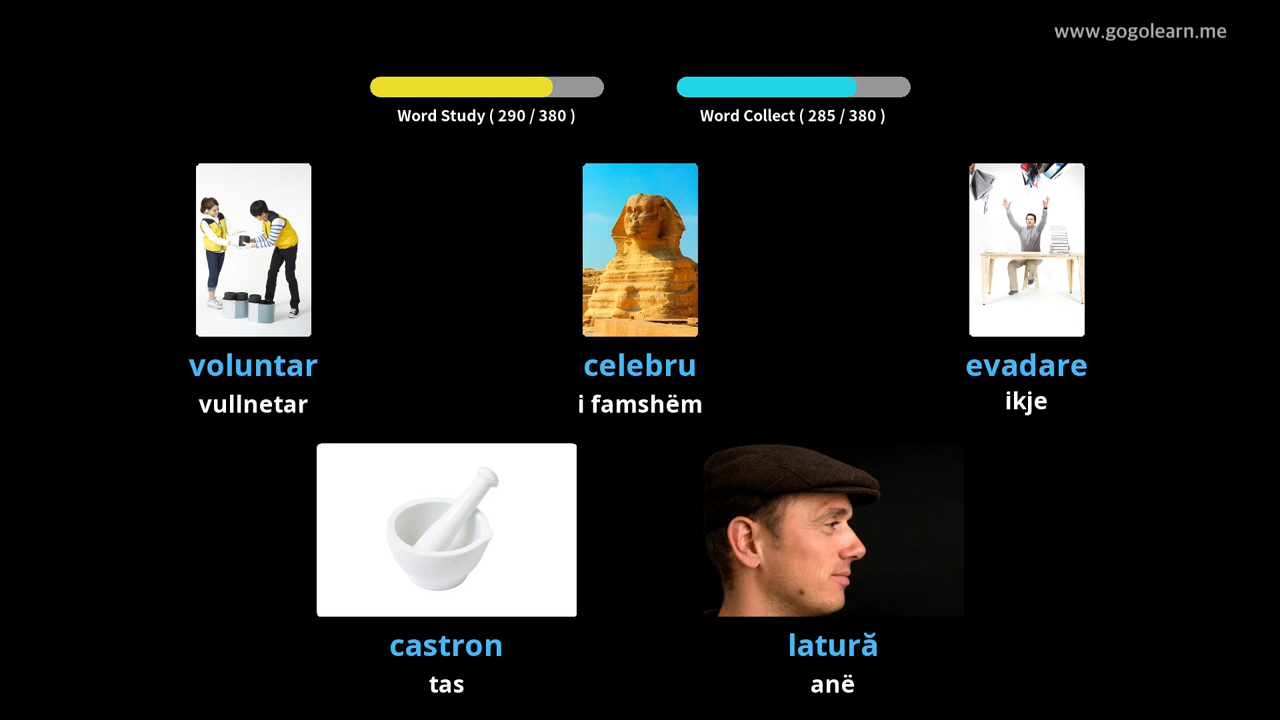 www.gogolearn.me
Word Study ( 290 / 380 )
Word Collect ( 285 / 380 )
voluntar
vullnetar
celebru
i famshëm
evadare
ikje
castron
tas
latură
anë